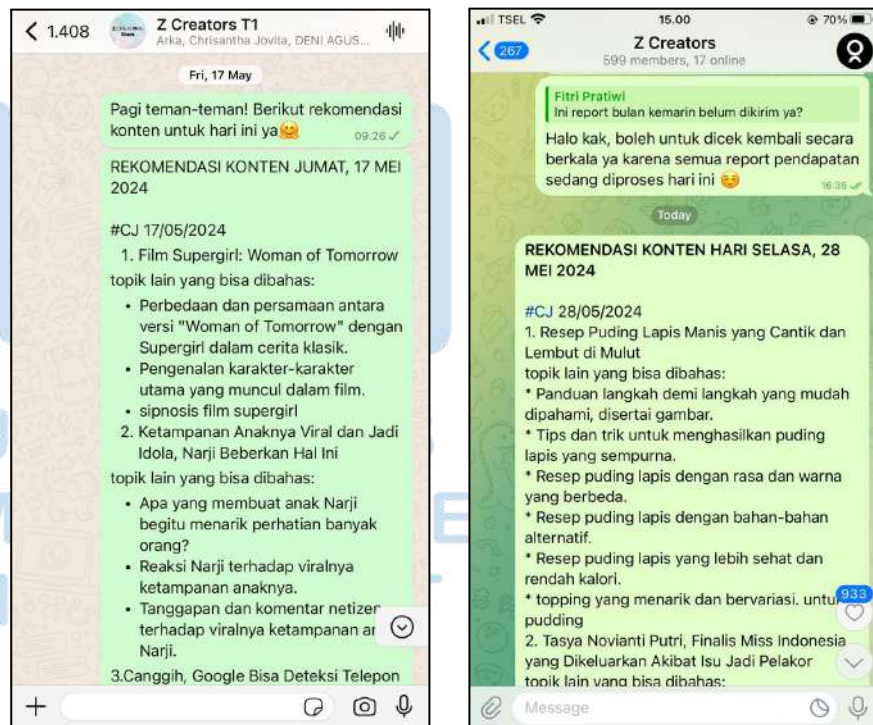 1.408
Z Creators T1
Arka, Chrisantha Jovita, DENI AGUS...
Fri, 17 May
Pagi teman-teman! Berikut rekomendasi
konten untuk hari ini ya🤗
09.26
REKOMENDASI KONTEN JUMAT, 17 MEI
2024
#CJ 17/05/2024
1. Film Supergirl: Woman of Tomorrow
topik lain yang bisa dibahas:
• Perbedaan dan persamaan antara
versi "Woman of Tomorrow" dengan
Supergirl dalam cerita klasik.
• Pengenalan karakter-karakter
utama yang muncul dalam film.
• sipnosis film supergirl
2. Ketampanan Anaknya Viral dan Jadi
Idola, Narji Beberkan Hal Ini
topik lain yang bisa dibahas:
• Apa yang membuat anak Narji
begitu menarik perhatian banyak
orang?
• Reaksi Narji terhadap viralnya
ketampanan anaknya.
• Tanggapan dan komentar netizen
terhadap viralnya ketampanan
Narji.
3.Canggih, Google Bisa Deteksi Telepon
TSEL
15.00
70%
267
Z Creators
599 members, 17 online
Fitri Pratiwi
Ini report bulan kemarin belum dikirim ya?
Halo kak, boleh untuk dicek kembali secara
berkala ya karena semua report pendapatan
sedang diproses hari ini ☺️
16:35
Today
REKOMENDASI KONTEN HARI SELASA, 28
MEI 2024
#CJ 28/05/2024
1. Resep Puding Lapis Manis yang Cantik dan
Lembut di Mulut
topik lain yang bisa dibahas:
* Panduan langkah demi langkah yang mudah
dipahami, disertai gambar.
* Tips dan trik untuk menghasilkan puding
lapis yang sempurna.
* Resep puding lapis dengan rasa dan warna
yang berbeda.
* Resep puding lapis dengan bahan-bahan
alternatif.
* Resep puding lapis yang lebih sehat dan
rendah kalori.
* topping yang menarik dan bervariasi.
933
pudding
2. Tasya Novianti Putri, Finalis Miss Indonesia
yang Dikeluarkan Akibat Isu Jadi Pelakor
topik lain yang bisa dibahas:
Message